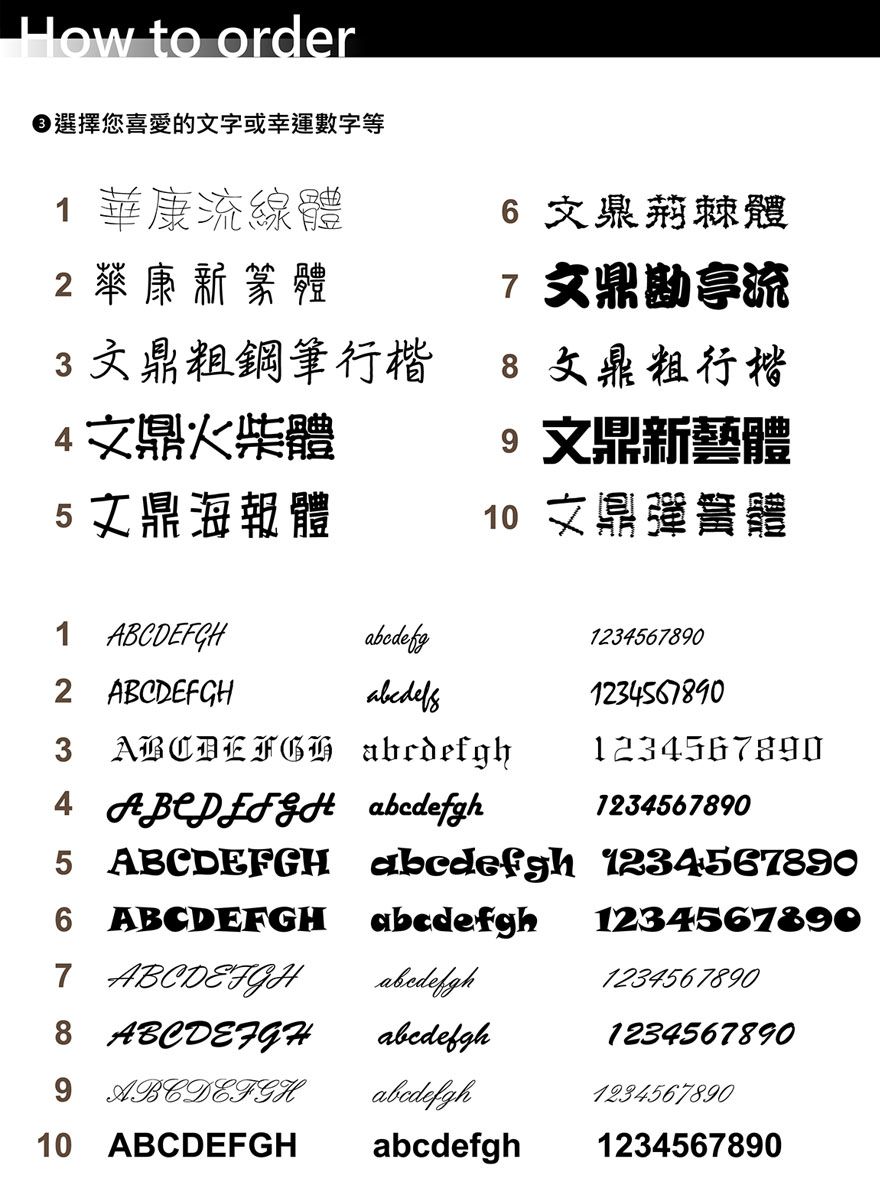 How to order
❸選擇您喜愛的文字或幸運數字等
1 華康流線體
2 華康新篆體
3 文鼎粗鋼筆行楷
4 文鼎火柴體
5 文鼎海報體
6 文鼎荊棘體
7 文鼎勘亭流
8 文鼎粗行楷
9 文鼎新藝體
10 文鼎彈簧體
1 ABCDEFGH abcdefg 1234567890
2 ABCDEFGH abcdefg 1234567890
3 ABCDEFGH abcdefgh 1234567890
4 ABCDEFGH abcdefgh 1234567890
5 ABCDEFGH abcdefgh 1234567890
6 ABCDEFGH abcdefgh 1234567890
7 ABCDEFGH abcdefgh 1234567890
8 ABCDEFGH abcdefgh 1234567890
9 ABCDEFGH abcdefgh 1234567890
10 ABCDEFGH abcdefgh 1234567890